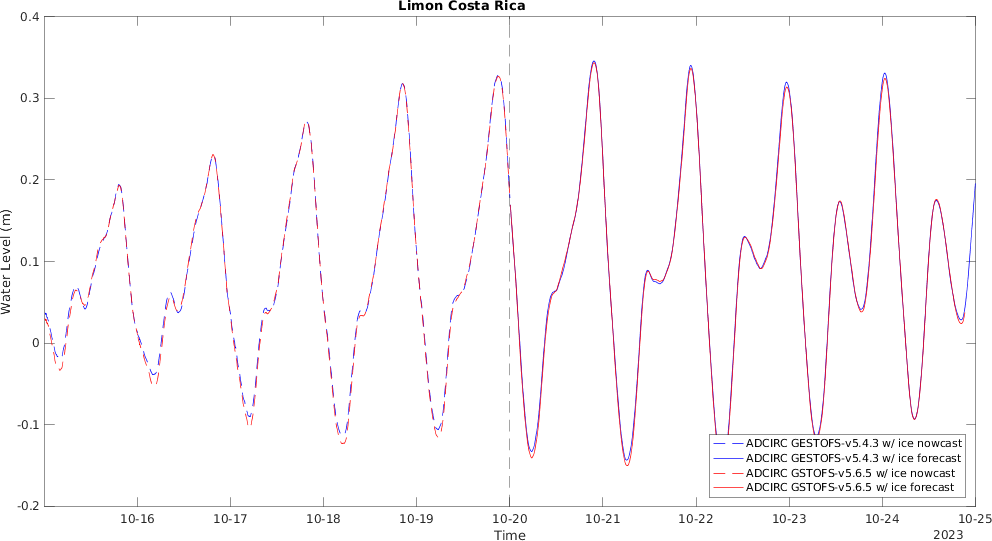 Limon Costa Rica
Water Level (m)
0.4
0.3
0.2
0.1
0
-0.1
-0.2
10-16
10-17
10-18
10-19
10-20
10-21
10-22
10-23
10-24
10-25
Time
2023
ADCIRC GESTOFS-v5.4.3 w/ ice nowcast
ADCIRC GESTOFS-v5.4.3 w/ ice forecast
ADCIRC GSTOFS-v5.6.5 w/ ice nowcast
ADCIRC GSTOFS-v5.6.5 w/ ice forecast